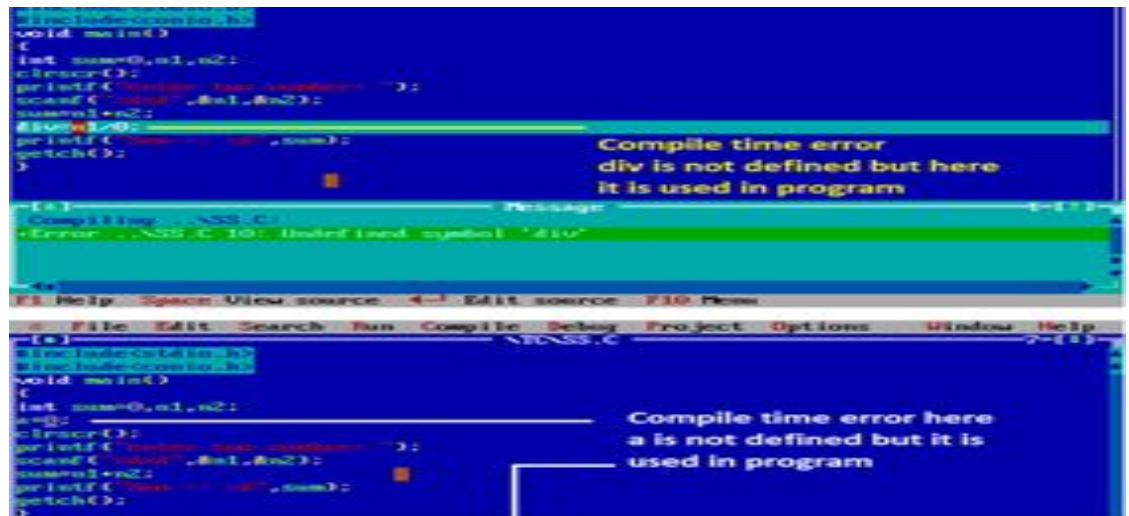 #include<conio.h>
void main()
{
int sum=0,n1,n2;
clrscr();
printf("Enter two number= ");
scanf("%d%d",&n1,&n2);
sum=n1+n2;
div=n1/0;
printf(" ",sum);
getch();
}
Compile time error
div is not defined but here
it is used in program
Message
Compiling ..\SS.C:
Error ..\SS.C 10: Undefined symbol 'div'
F1 Help Space View source Edit source F10 Menu
File Edit Search Run Compile Debug Project Options Window Help
\TC\SS.C
#include<stdio.h>
#include<conio.h>
void main()
{
int sum=0,n1,n2;
a=0;
clrscr();
printf("Enter two number= ");
scanf("%d%d",&n1,&n2);
sum=n1+n2;
printf(" ",sum);
getch();
}
Compile time error here
a is not defined but it is
used in program